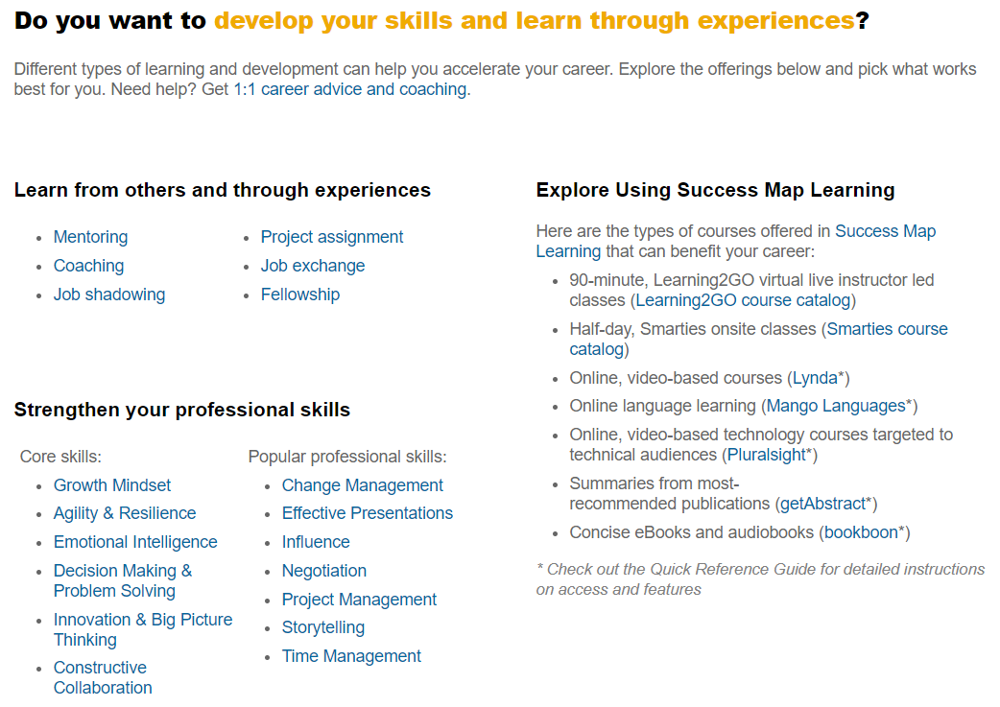 Do you want to develop your skills and learn through experiences?
Different types of learning and development can help you accelerate your career. Explore the offerings below and pick what works
best for you. Need help? Get 1:1 career advice and coaching.
Learn from others and through experiences
• Mentoring
• Coaching
• Job shadowing
• Project assignment
• Job exchange
• Fellowship
Strengthen your professional skills
Core skills:
• Growth Mindset
• Agility & Resilience
• Emotional Intelligence
• Decision Making &
Problem Solving
• Innovation & Big Picture
Thinking
• Constructive
Collaboration
Popular professional skills:
• Change Management
• Effective Presentations
• Influence
• Negotiation
• Project Management
• Storytelling
• Time Management
Explore Using Success Map Learning
Here are the types of courses offered in Success Map
Learning that can benefit your career:
• 90-minute, Learning2GO virtual live instructor led
classes (Learning2GO course catalog)
• Half-day, Smarties onsite classes (Smarties course
catalog)
• Online, video-based courses (Lynda*)
• Online language learning (Mango Languages*)
• Online, video-based technology courses targeted to
technical audiences (Pluralsight*)
• Summaries from most-
recommended publications (getAbstract*)
• Concise eBooks and audiobooks (bookboon*)
* Check out the Quick Reference Guide for detailed instructions
on access and features